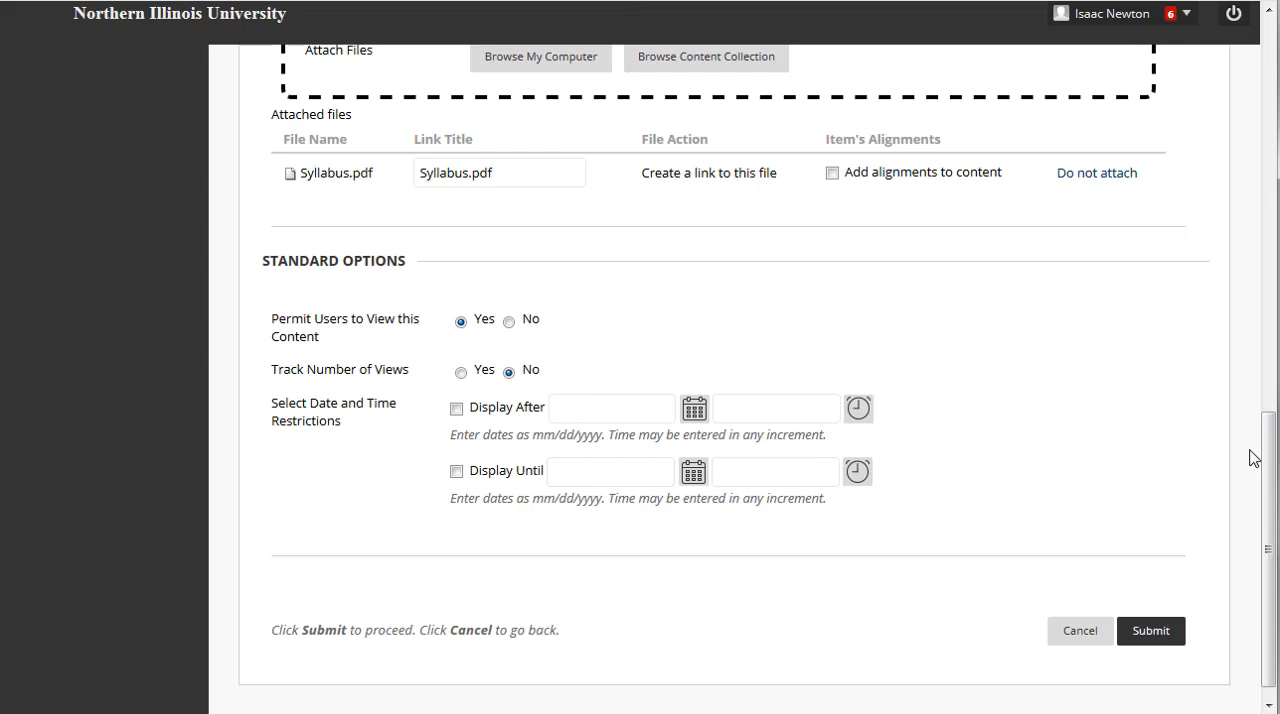 Northern Illinois University
Isaac Newton 6
Attach Files Browse My Computer Browse Content Collection
Attached files
File Name Link Title File Action Item's Alignments
Syllabus.pdf Syllabus.pdf Create a link to this file Add alignments to content Do not attach
STANDARD OPTIONS
Permit Users to View this Content Yes No
Track Number of Views Yes No
Select Date and Time Restrictions Display After
Enter dates as mm/dd/yyyy. Time may be entered in any increment.
Display Until
Enter dates as mm/dd/yyyy. Time may be entered in any increment.
Click Submit to proceed. Click Cancel to go back. Cancel Submit